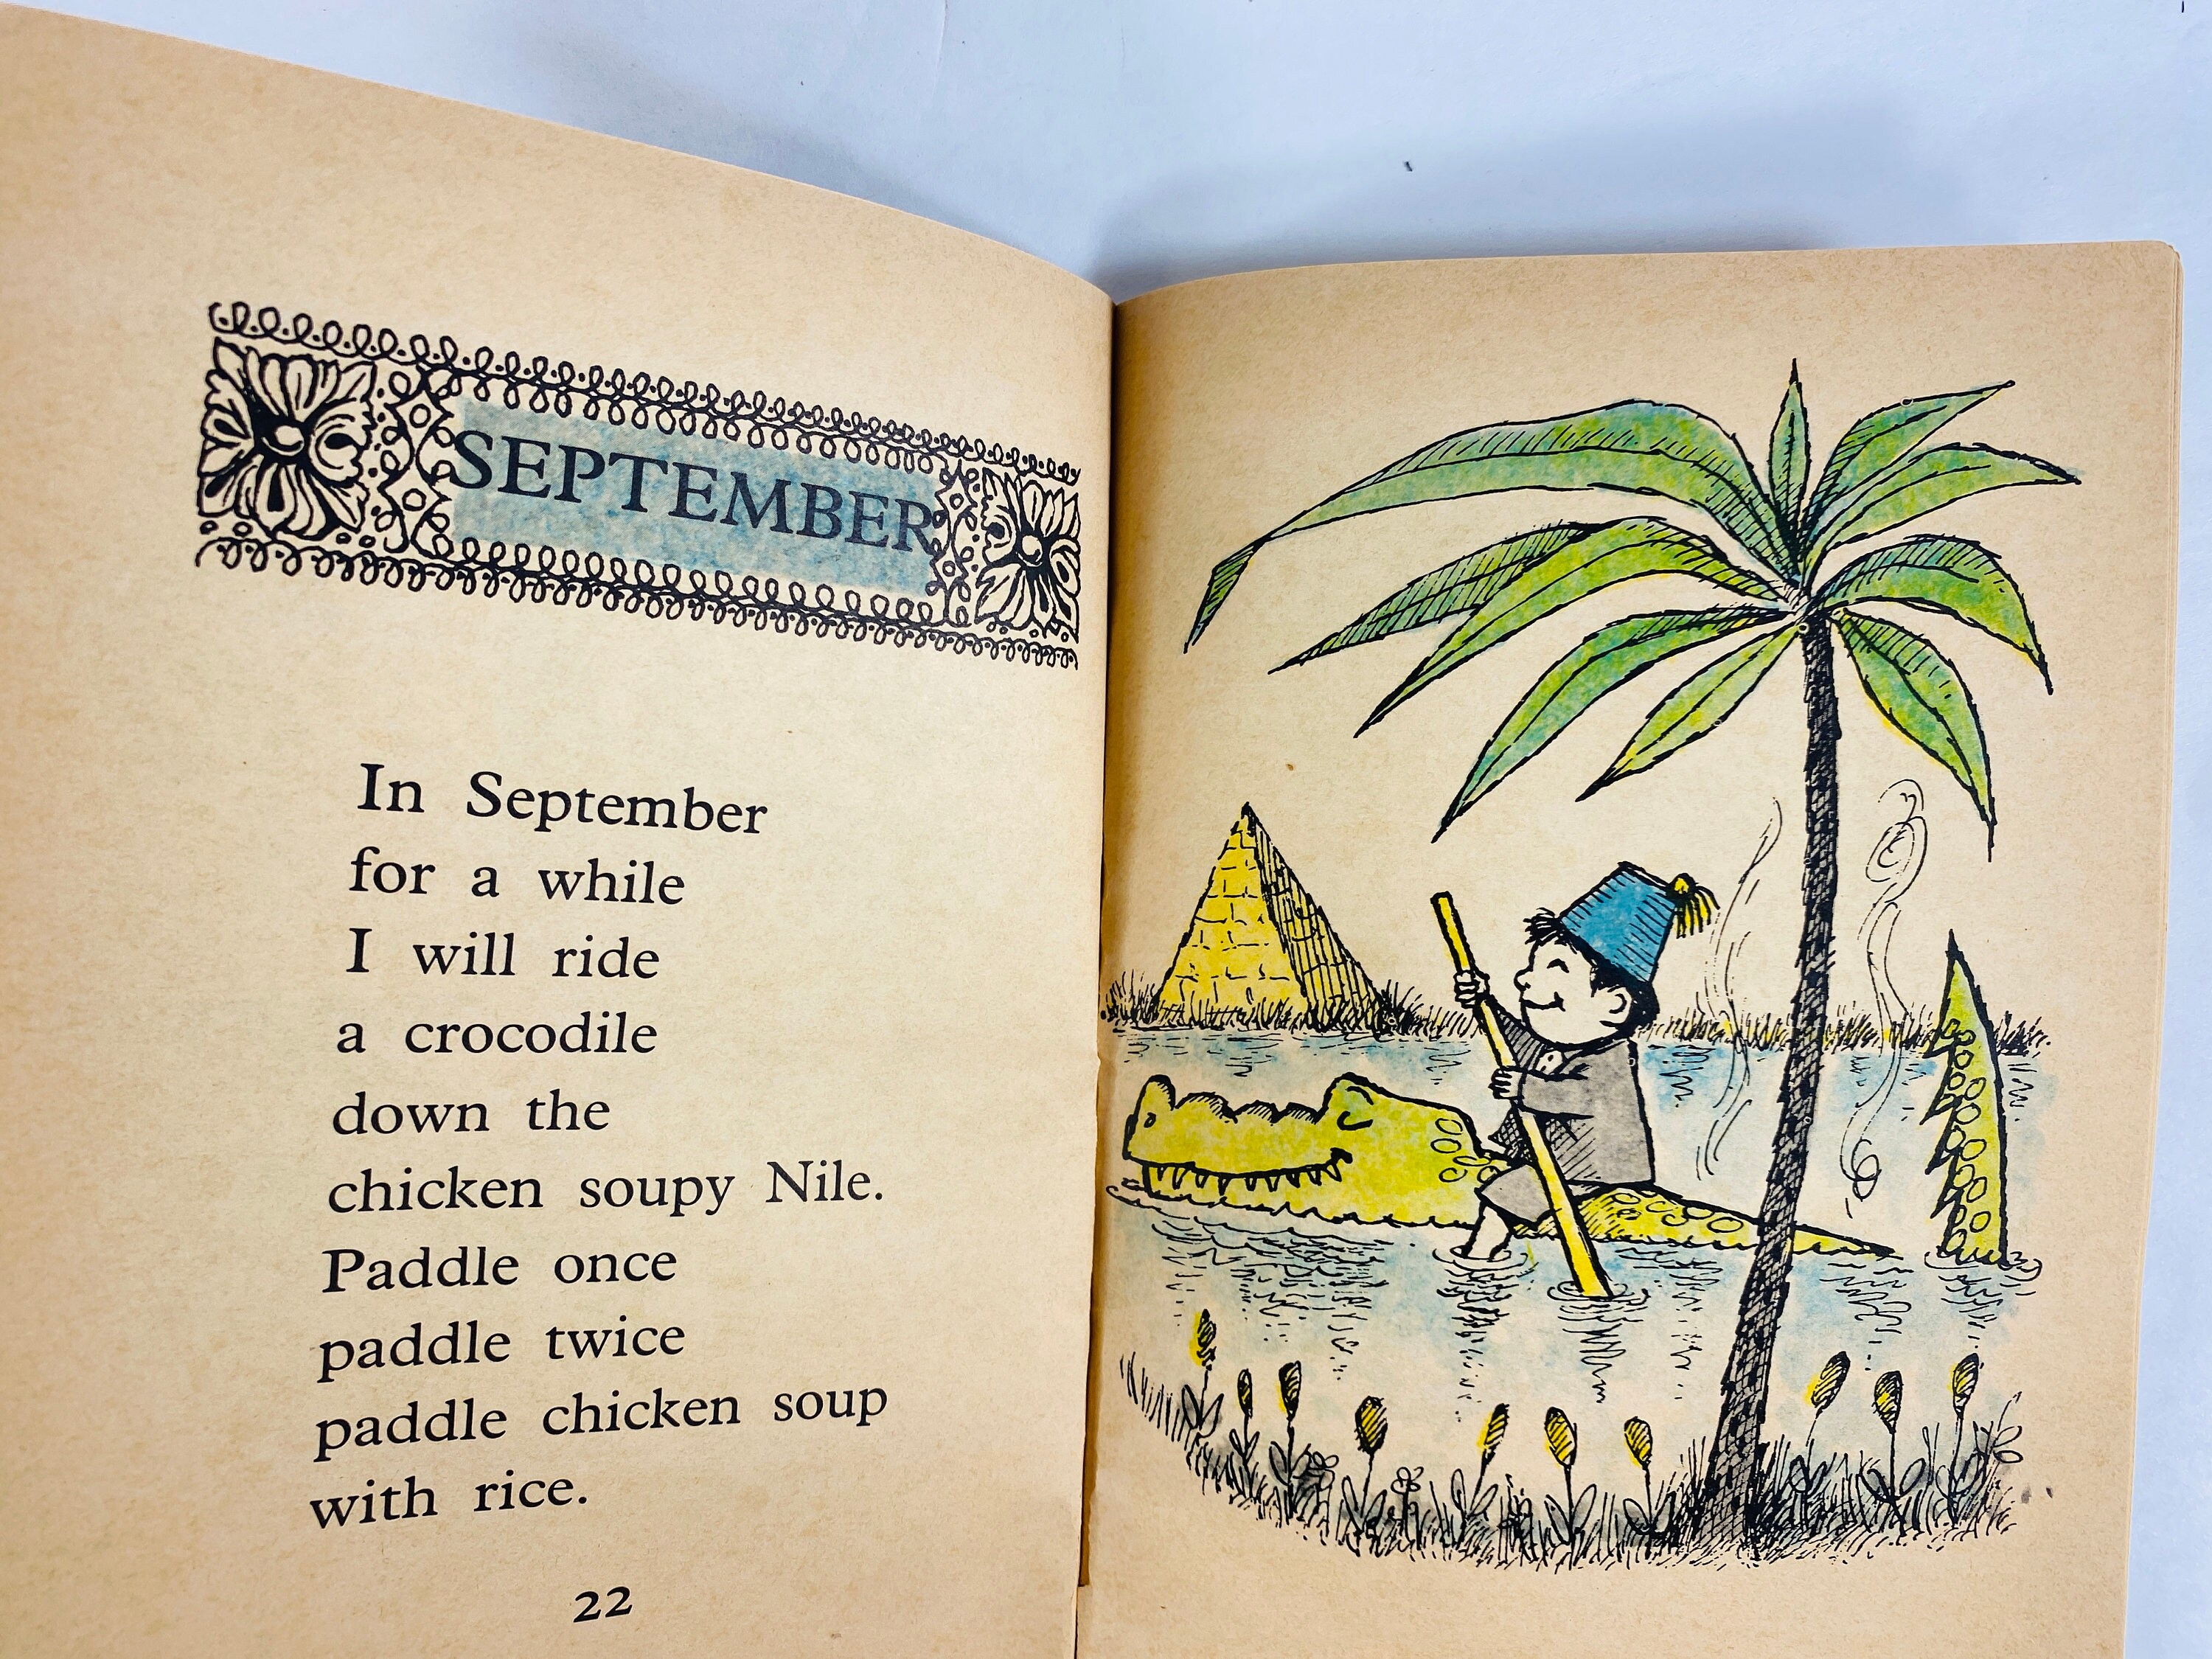 SEPTEMBER
In September
for a while
I will ride
a crocodile
down the
chicken soupy Nile.
Paddle once
paddle twice
paddle chicken soup
with rice.
22